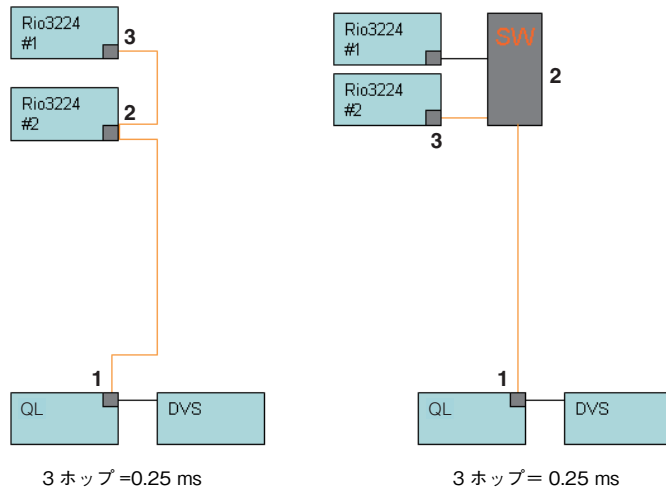 Rio3224
#1
3
Rio3224
#2
2
1
QL
DVS
3 ホップ =0.25 ms
Rio3224
#1
SW
2
Rio3224
#2
3
1
QL
DVS
3 ホップ＝ 0.25 ms